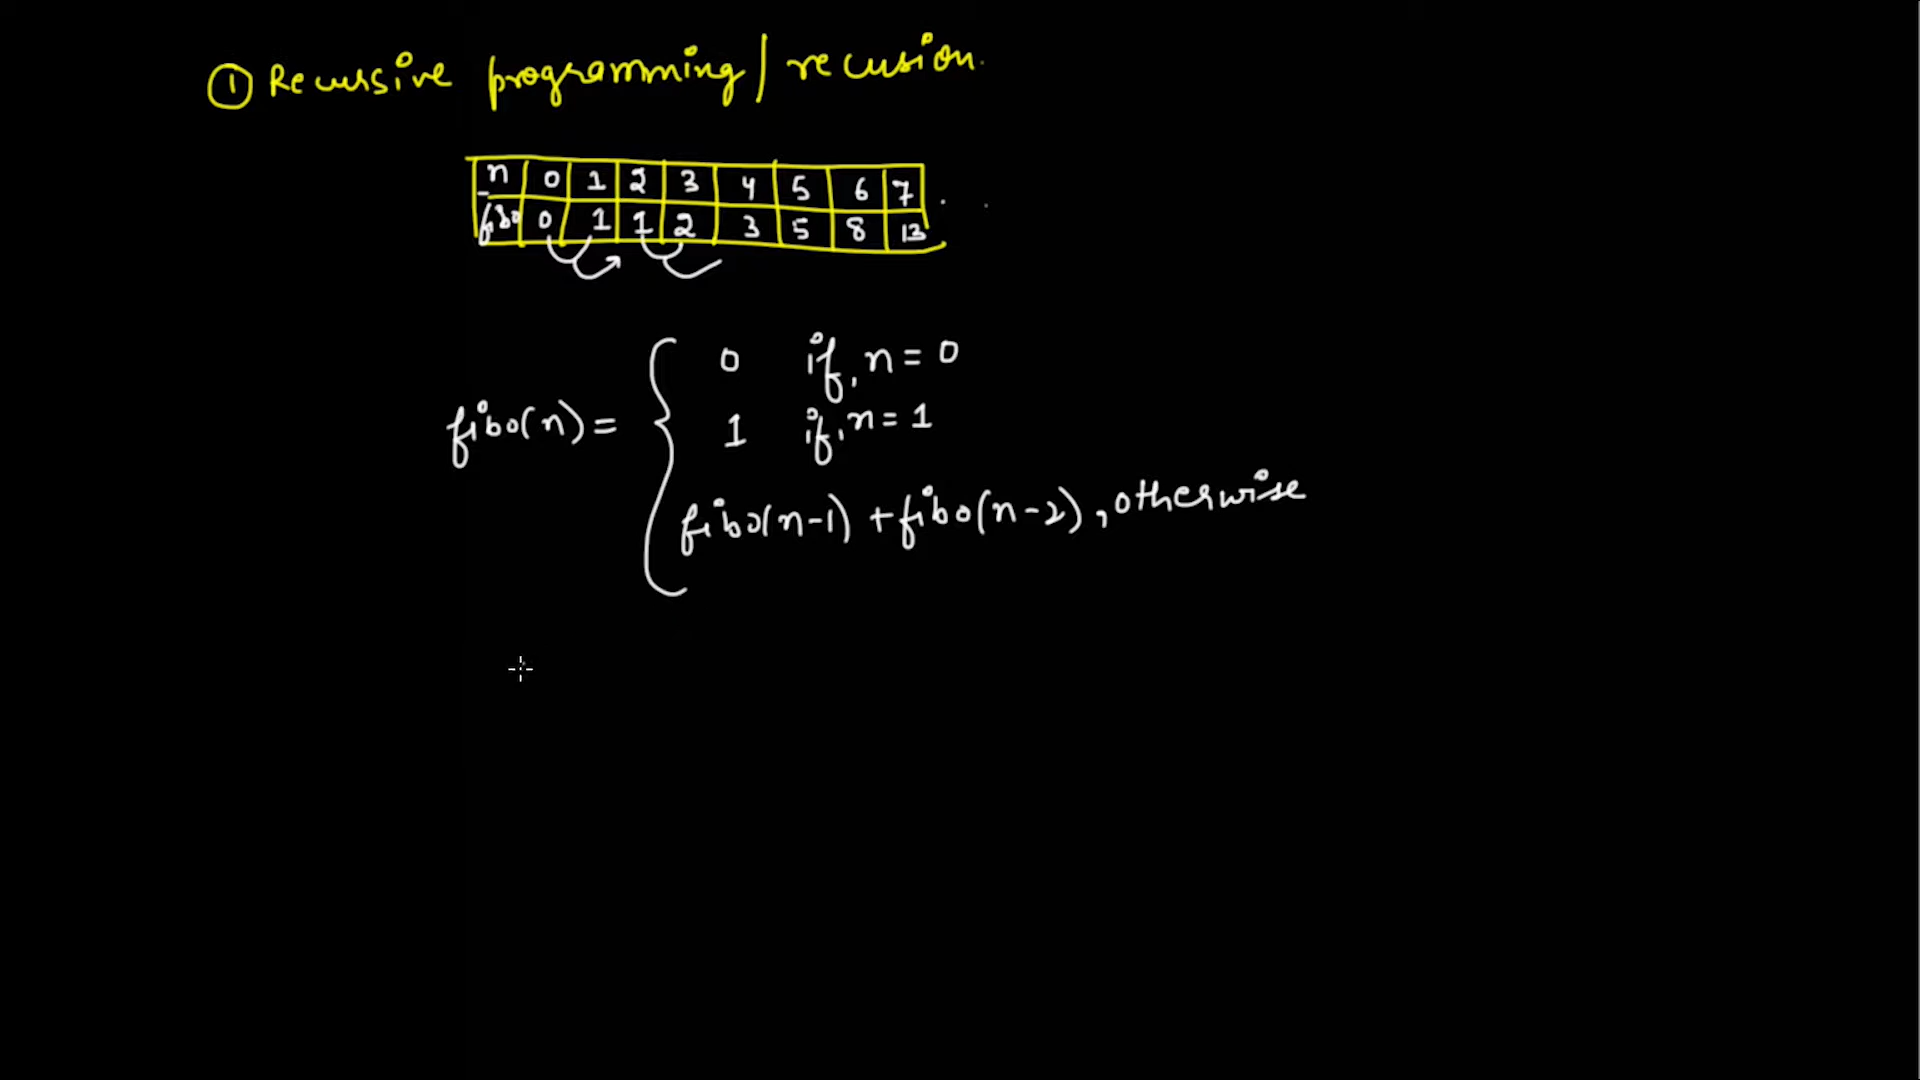 ① Recursive programming/ recusion.
n 0 1 2 3 4 5 6 7 . .
fibo 0 1 1 2 3 5 8 13
0 if, n = 0
fibo(n) = { 1 if, n = 1
fibo(n-1) + fibo(n-2), otherwise